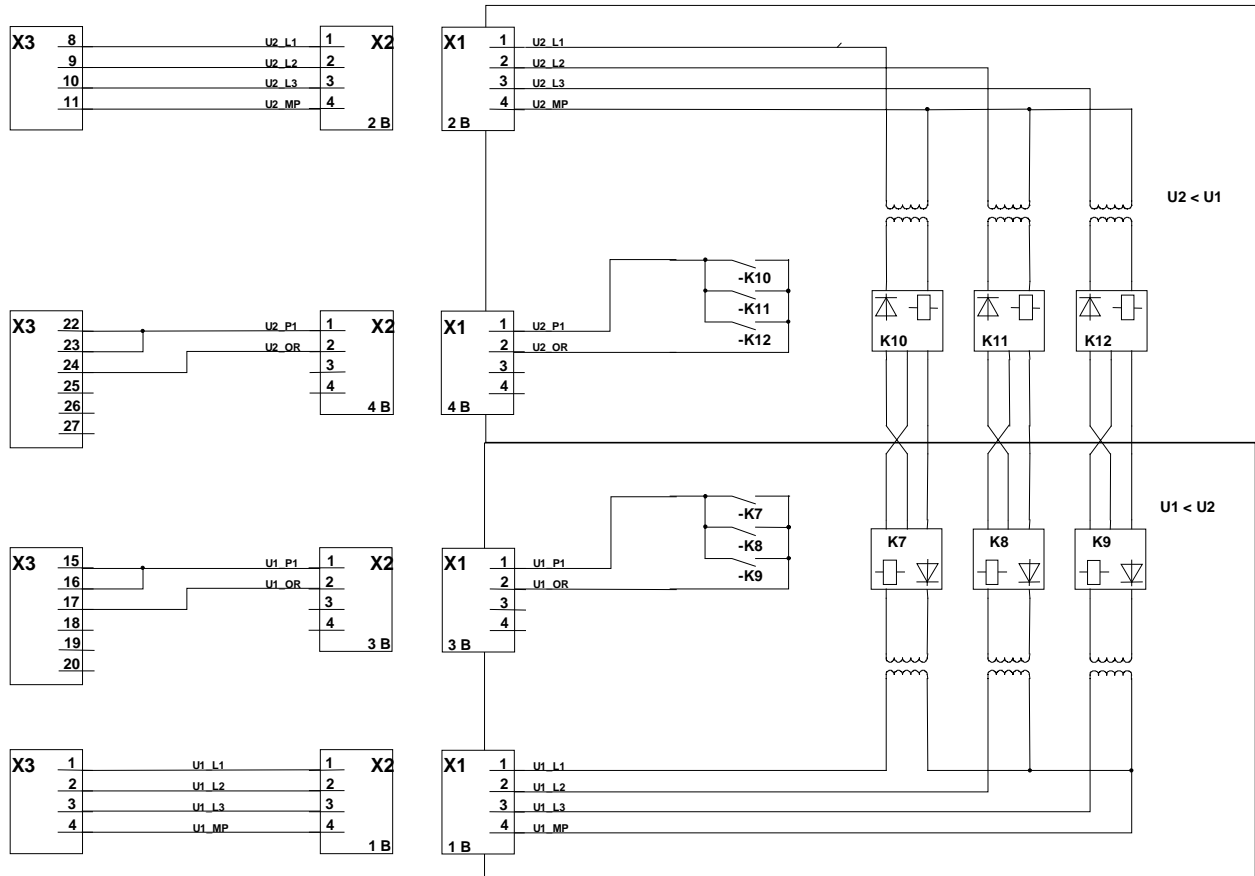 X3
8
9
10
11
U2_L1
U2_L2
U2_L3
U2_MP
1
2
3
4
X2
2 B
X1
1
2
3
4
2 B
U2_L1
U2_L2
U2_L3
U2_MP
U2 < U1
X3
22
23
24
25
26
27
U2_P1
U2_OR
1
2
3
4
X2
4 B
X1
1
2
3
4
4 B
U2_P1
U2_OR
-K10
-K11
-K12
K10
K11
K12
X3
15
16
17
18
19
20
U1_P1
U1_OR
1
2
3
4
X2
3 B
X1
1
2
3
4
3 B
U1_P1
U1_OR
-K7
-K8
-K9
U1 < U2
K7
K8
K9
X3
1
2
3
4
U1_L1
U1_L2
U1_L3
U1_MP
1
2
3
4
X2
1 B
X1
1
2
3
4
1 B
U1_L1
U1_L2
U1_L3
U1_MP